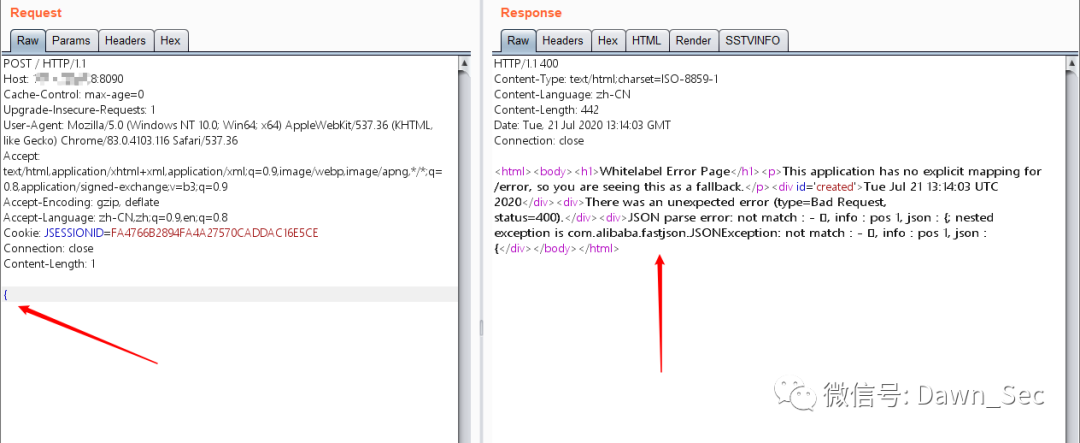 Request
Raw Params Headers Hex
POST / HTTP/1.1
8:8090
Host: 1
Cache-Control: max-age=0
Upgrade-Insecure-Requests: 1
User-Agent: Mozilla/5.0 (Windows NT 10.0; Win64; x64) AppleWebKit/537.36 (KHTML,
like Gecko) Chrome/83.0.4103.116 Safari/537.36
Accept:
text/html,application/xhtml+xml,application/xml;q=0.9,image/webp,image/apng,*/*;q=
0.8,application/signed-exchange;v=b3;q=0.9
Accept-Encoding: gzip, deflate
Accept-Language: zh-CN,zh;q=0.9,en;q=0.8
Cookie: JSESSIONID=FA4766B2894FA4A27570CADDAC16E5CE
Connection: close
Content-Length: 1
{
Response
Raw Headers Hex HTML Render SSTVINFO
HTTP/1.1 400
Content-Type: text/html;charset=ISO-8859-1
Content-Language: zh-CN
Content-Length: 442
Date: Tue, 21 Jul 2020 13:14:03 GMT
Connection: close
<html><body><h1>Whitelabel Error Page</h1><p>This application has no explicit mapping for
/error, so you are seeing this as a fallback.</p><div id='created'>Tue Jul 21 13:14:03 UTC
2020</div><div>There was an unexpected error (type=Bad Request,
status=400).</div><div>JSON parse error: not match : - , info : pos 1, json : {; nested
exception is com.alibaba.fastjson.JSONException: not match : - , info : pos 1, json :
{</div></body></html>
微信号: Dawn_Sec